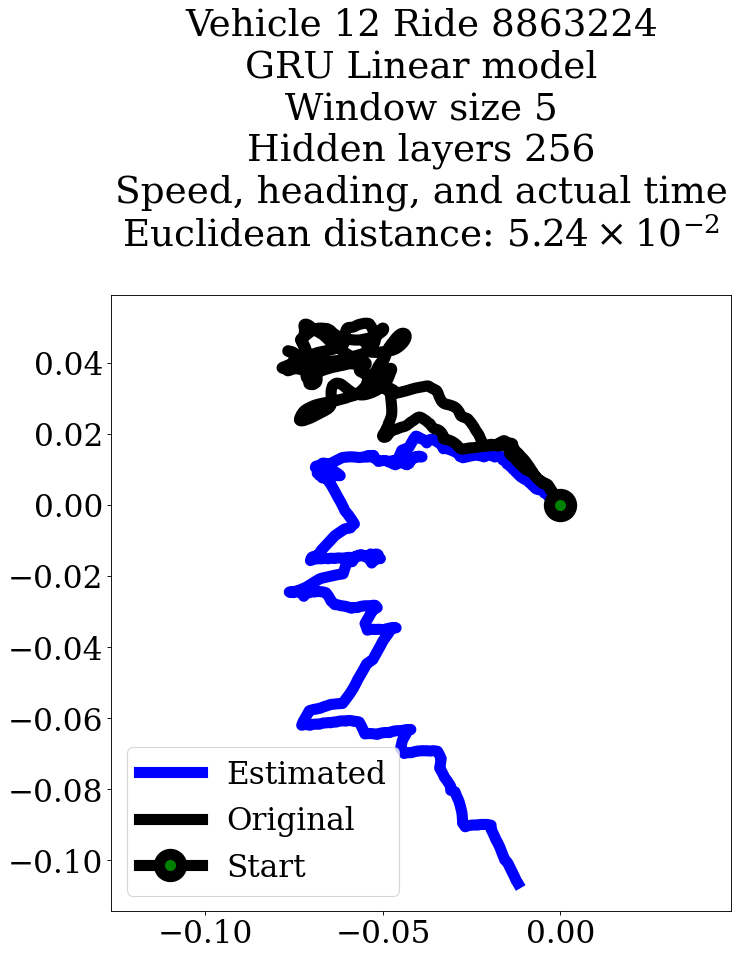 Vehicle 12 Ride 8863224
GRU Linear model
Window size 5
Hidden layers 256
Speed, heading, and actual time
Euclidean distance: 5.24 × 10⁻²
0.04
0.02
0.00
−0.02
−0.04
−0.06
−0.08
−0.10
Estimated
Original
Start
−0.10 −0.05 0.00